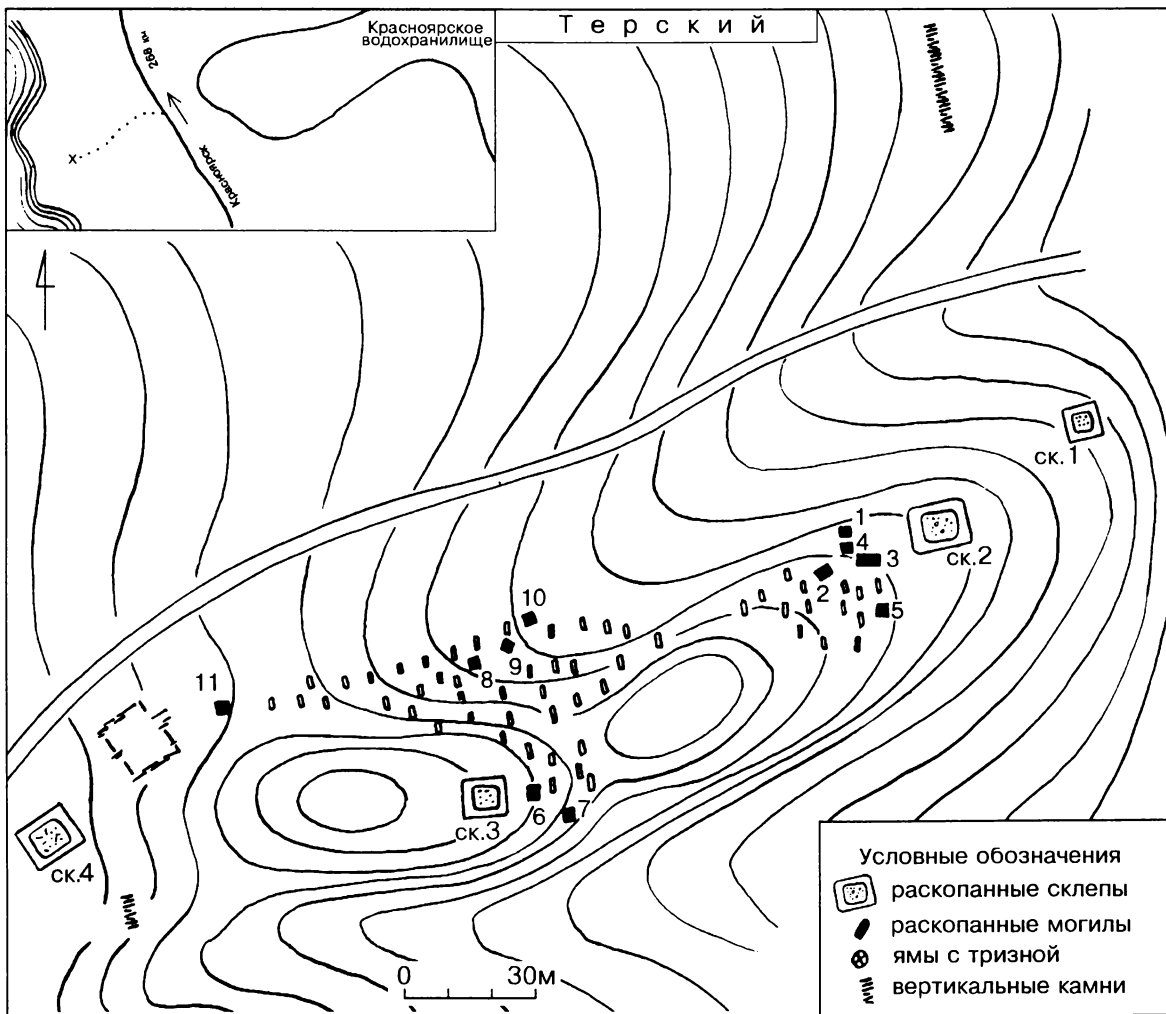 Терский
Красноярское
водохранилище
268 км
Красноярск
ск.1
1
4
ск.2
3
2
5
10
9
8
11
6
7
ск.3
ск.4
0 30м
Условные обозначения
раскопанные склепы
раскопанные могилы
ямы с тризной
вертикальные камни